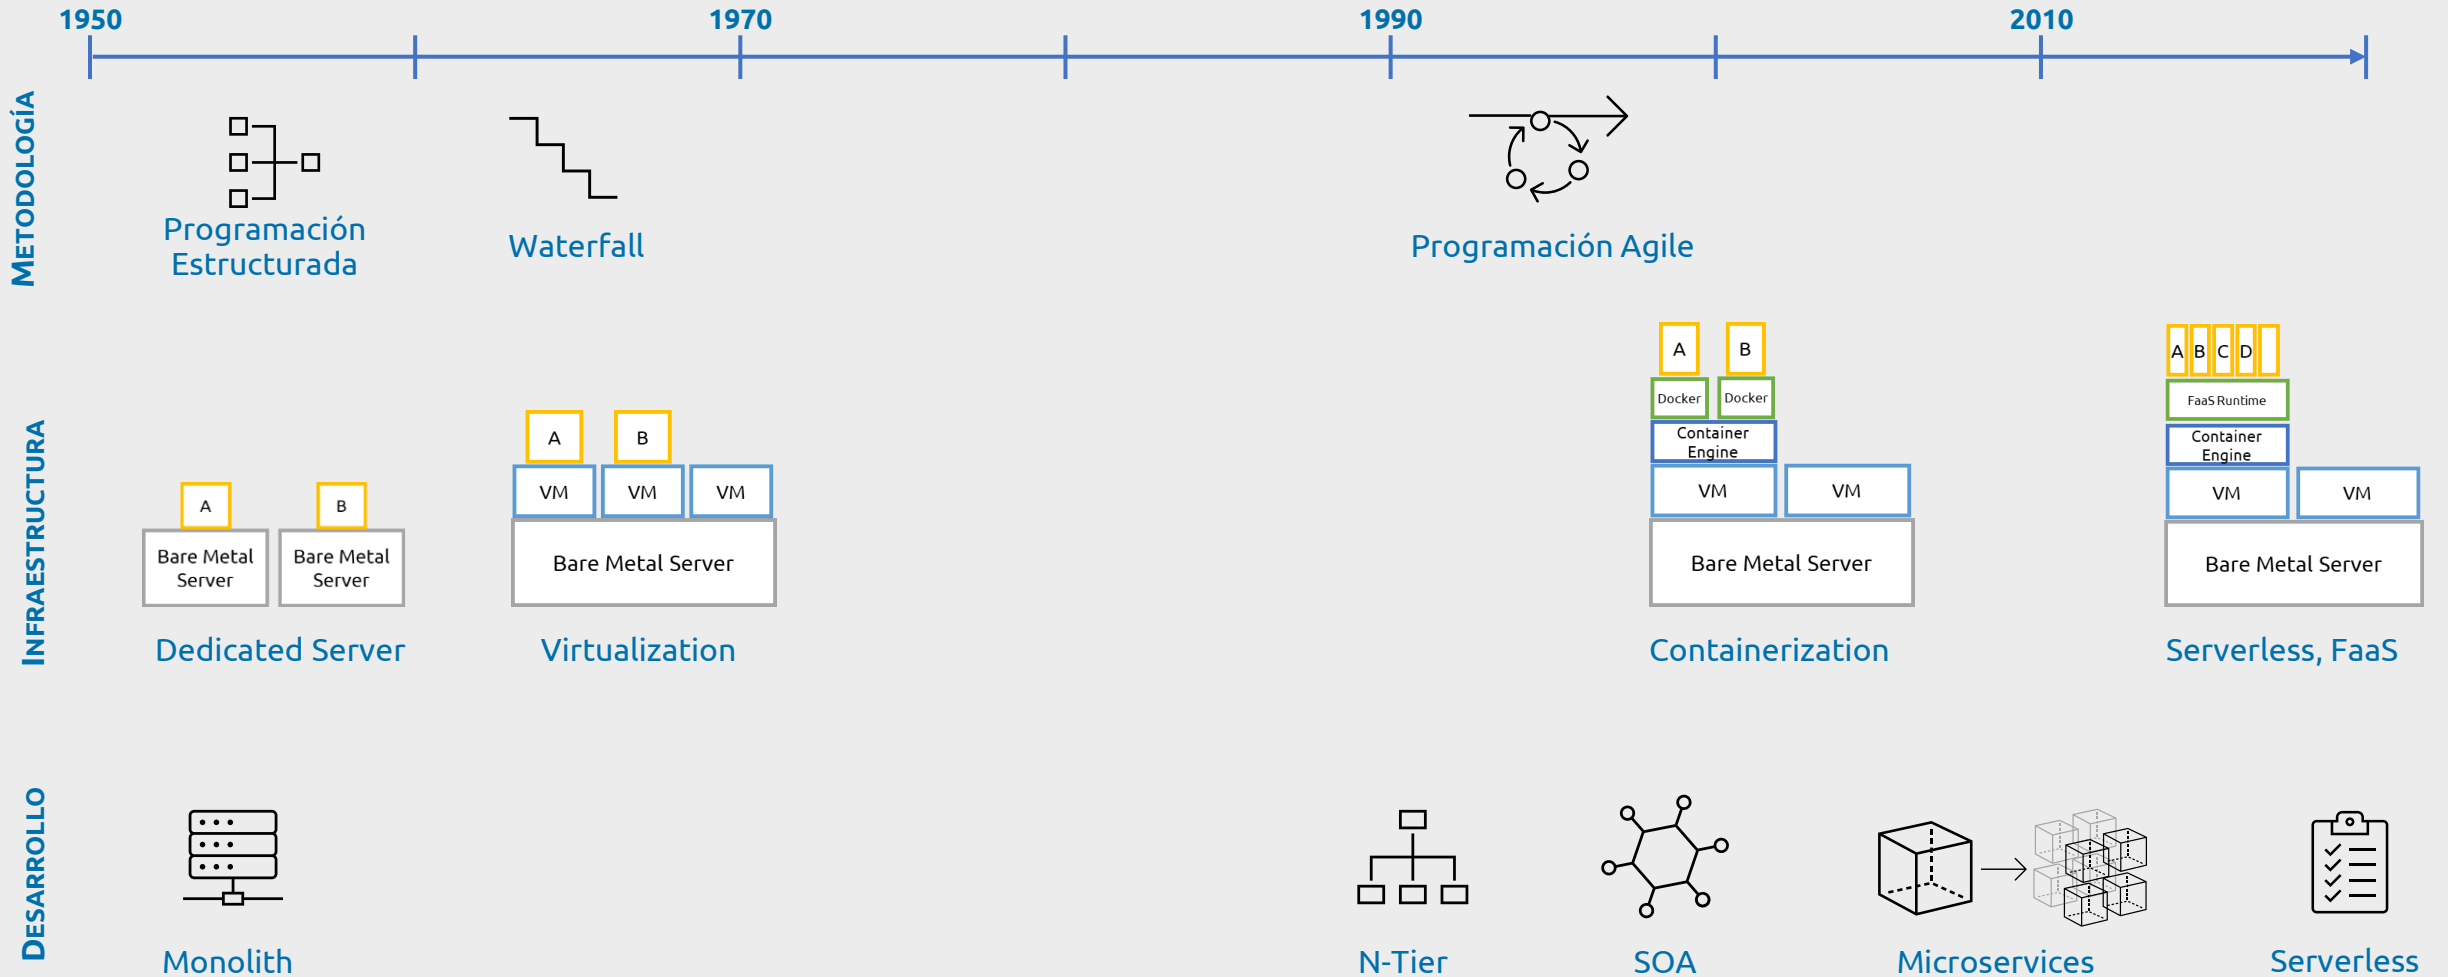 1950
1970
1990
2010
METODOLOGÍA
Programación
Estructurada
Waterfall
Programación Agile
INFRAESTRUCTURA
A
B
Bare Metal
Server
Bare Metal
Server
Dedicated Server
A
B
VM
VM
VM
Bare Metal Server
Virtualization
A
B
Docker
Docker
Container
Engine
VM
VM
Bare Metal Server
Containerization
A
B
C
D
FaaS Runtime
Container
Engine
VM
VM
Bare Metal Server
Serverless, FaaS
DESARROLLO
Monolith
N-Tier
SOA
Microservices
Serverless